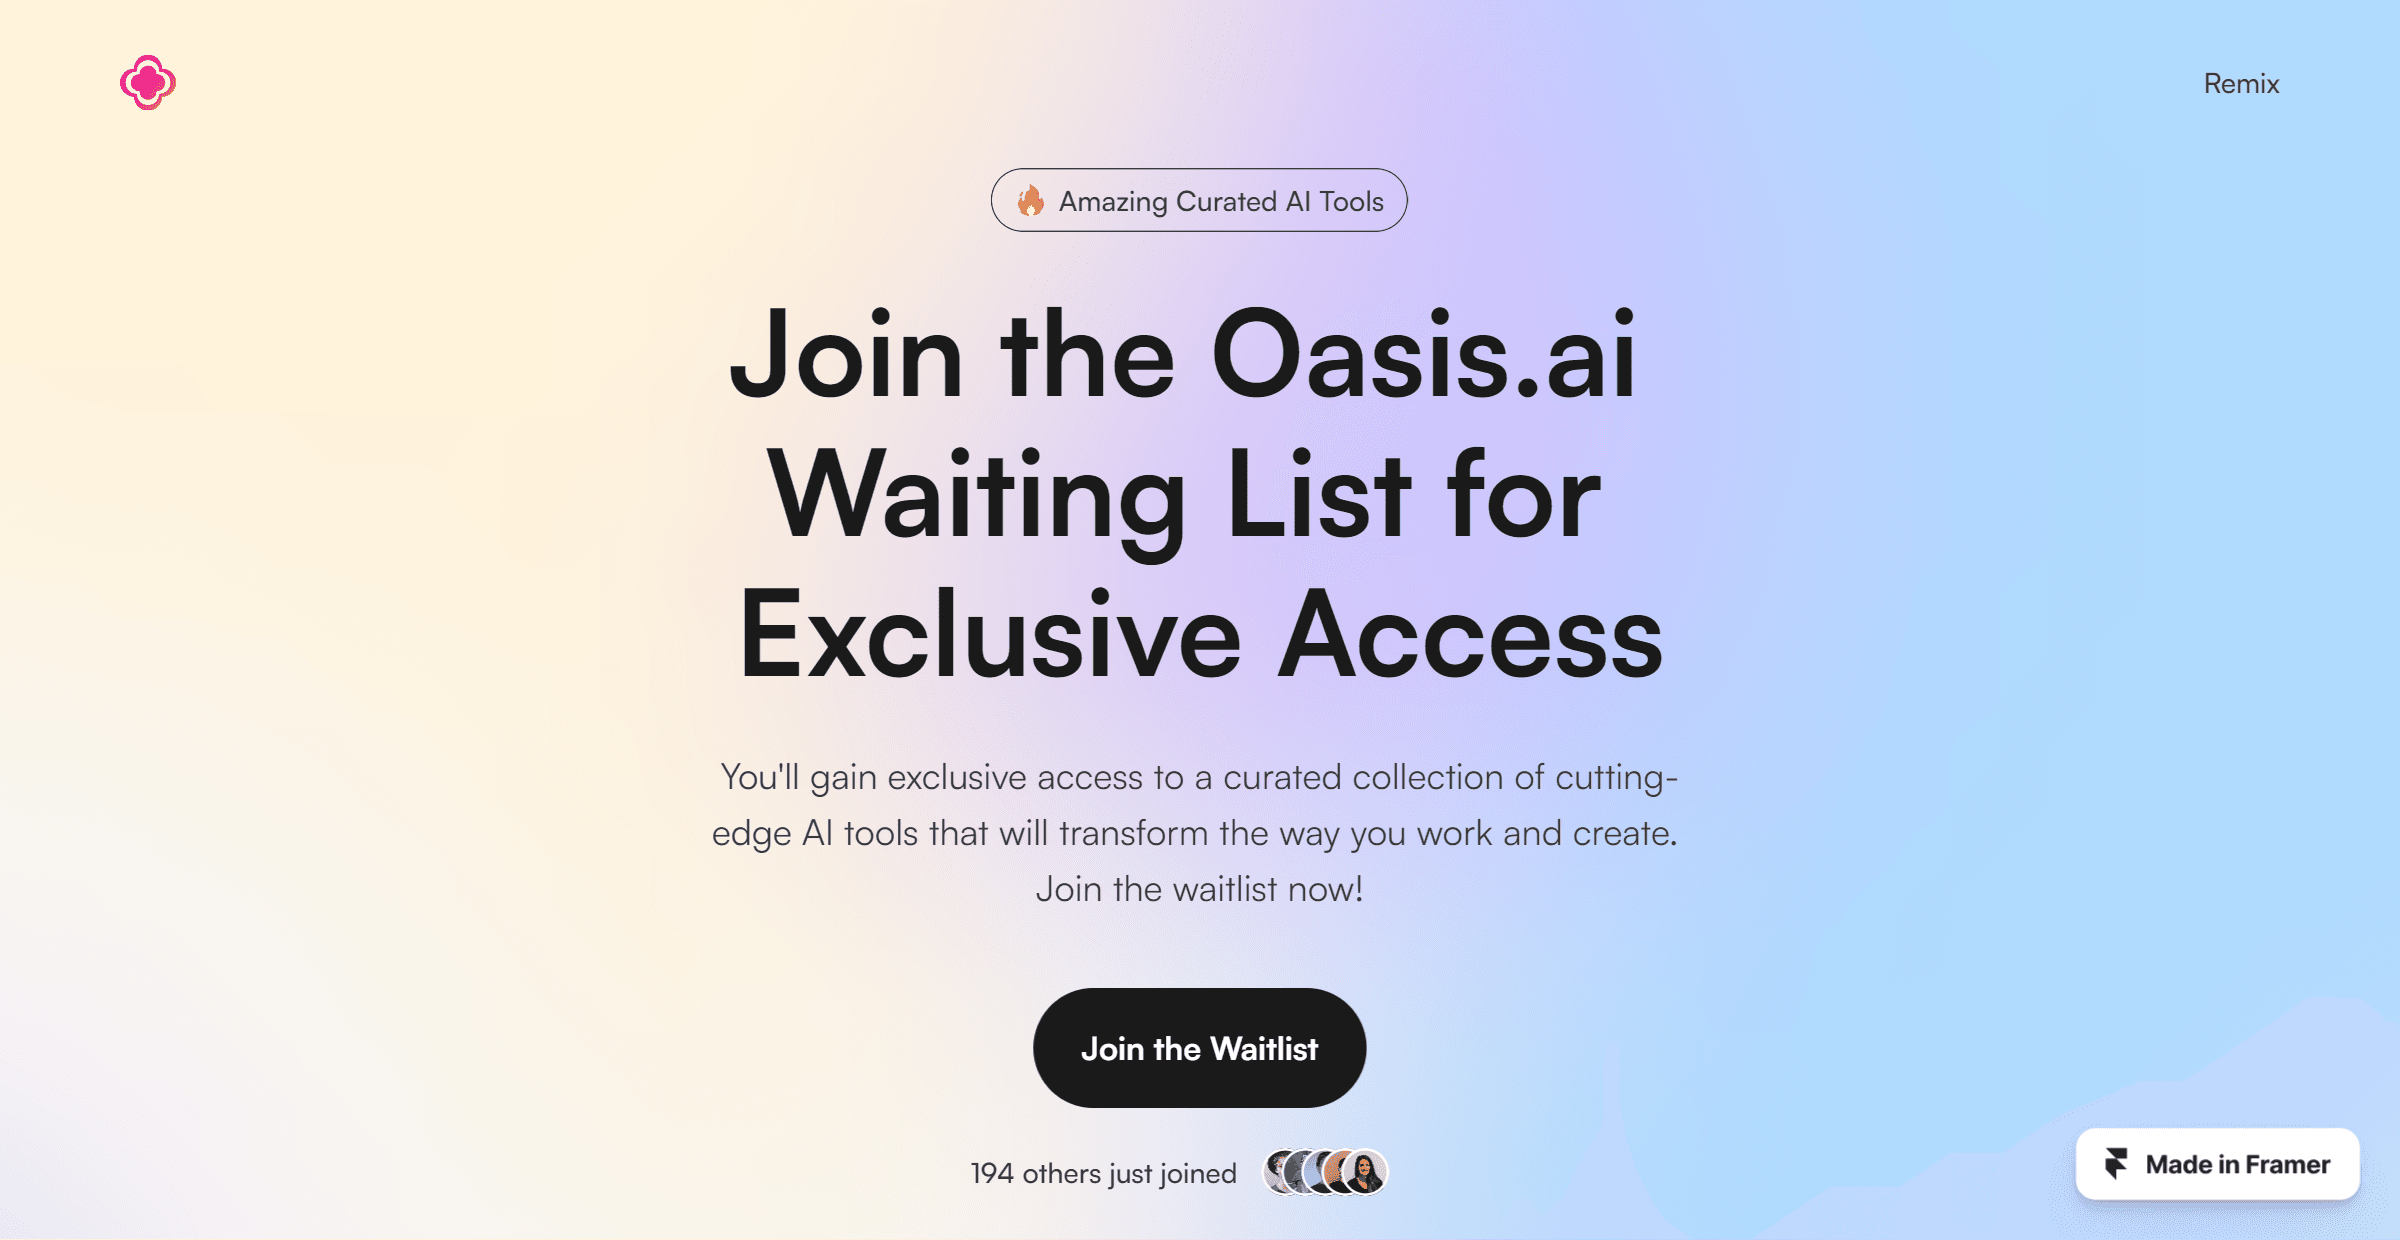 Remix
Amazing Curated AI Tools
Join the Oasis.ai
Waiting List for
Exclusive Access
You'll gain exclusive access to a curated collection of cutting-
edge AI tools that will transform the way you work and create.
Join the waitlist now!
Join the Waitlist
194 others just joined
Made in Framer